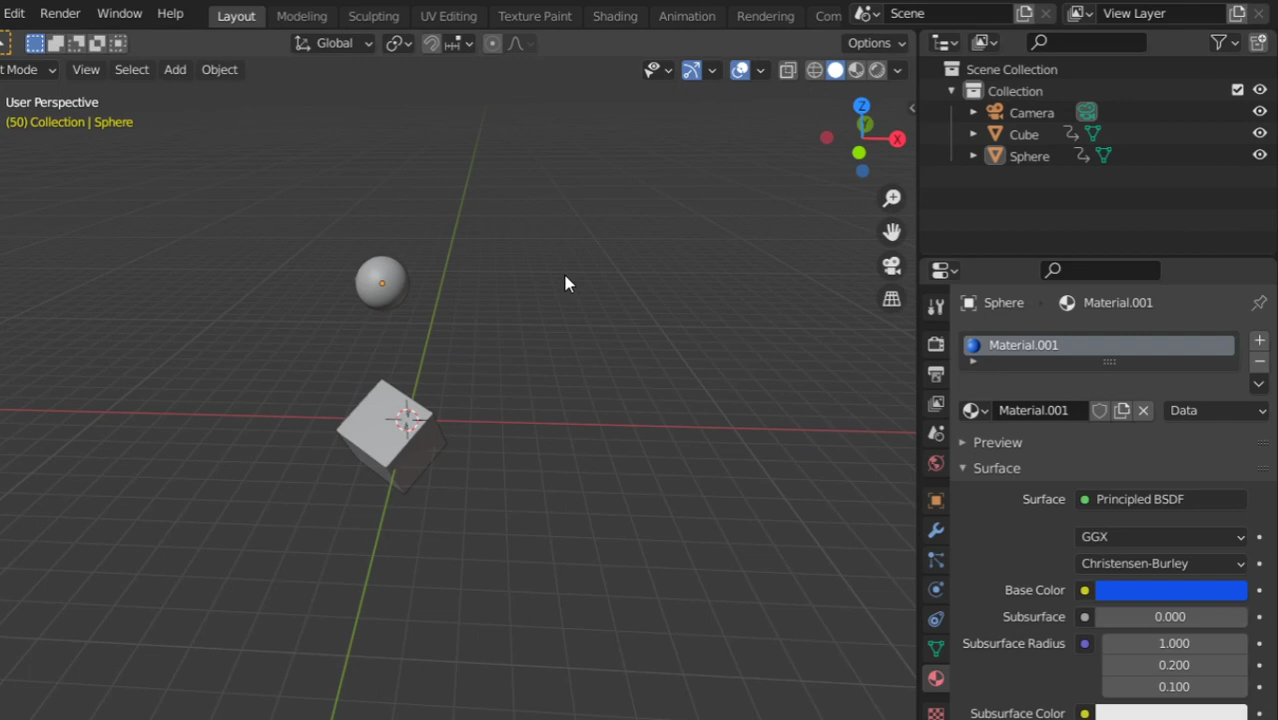 Edit Render Window Help Layout Modeling Sculpting UV Editing Texture Paint Shading Animation Rendering Com Scene View Layer
Global Options
t Mode View Select Add Object
User Perspective
(50) Collection | Sphere
Z
Y
X
Scene Collection
Collection
Camera
Cube
Sphere
Sphere Material.001
Material.001
Material.001 Data
Preview
Surface
Surface Principled BSDF
GGX
Christensen-Burley
Base Color
Subsurface 0.000
Subsurface Radius 1.000
0.200
0.100
Subsurface Color